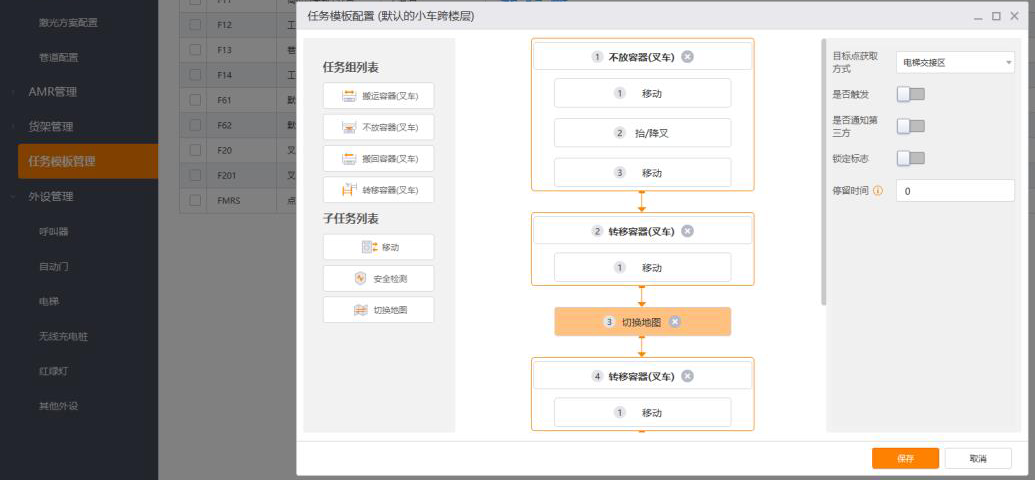 激光方案配置
巷道配置
AMR管理
货架管理
任务模板管理
外设管理
呼叫器
自动门
电梯
无线充电桩
红绿灯
其他外设
F11
F12
工
F13
巷
F14
工
F61
默
F62
默
F20
叉
F201
叉
FMRS
点
任务模板配置 (默认的小车跨楼层)
任务组列表
搬运容器(叉车)
不放容器(叉车)
搬回容器(叉车)
转移容器(叉车)
子任务列表
移动
安全检测
切换地图
1 不放容器(叉车)
1 移动
2 抬/降叉
3 移动
2 转移容器(叉车)
1 移动
3 切换地图
4 转移容器(叉车)
1 移动
目标点获取
方式
电梯交接区
是否触发
是否通知第
三方
锁定标志
停留时间
0
保存
取消